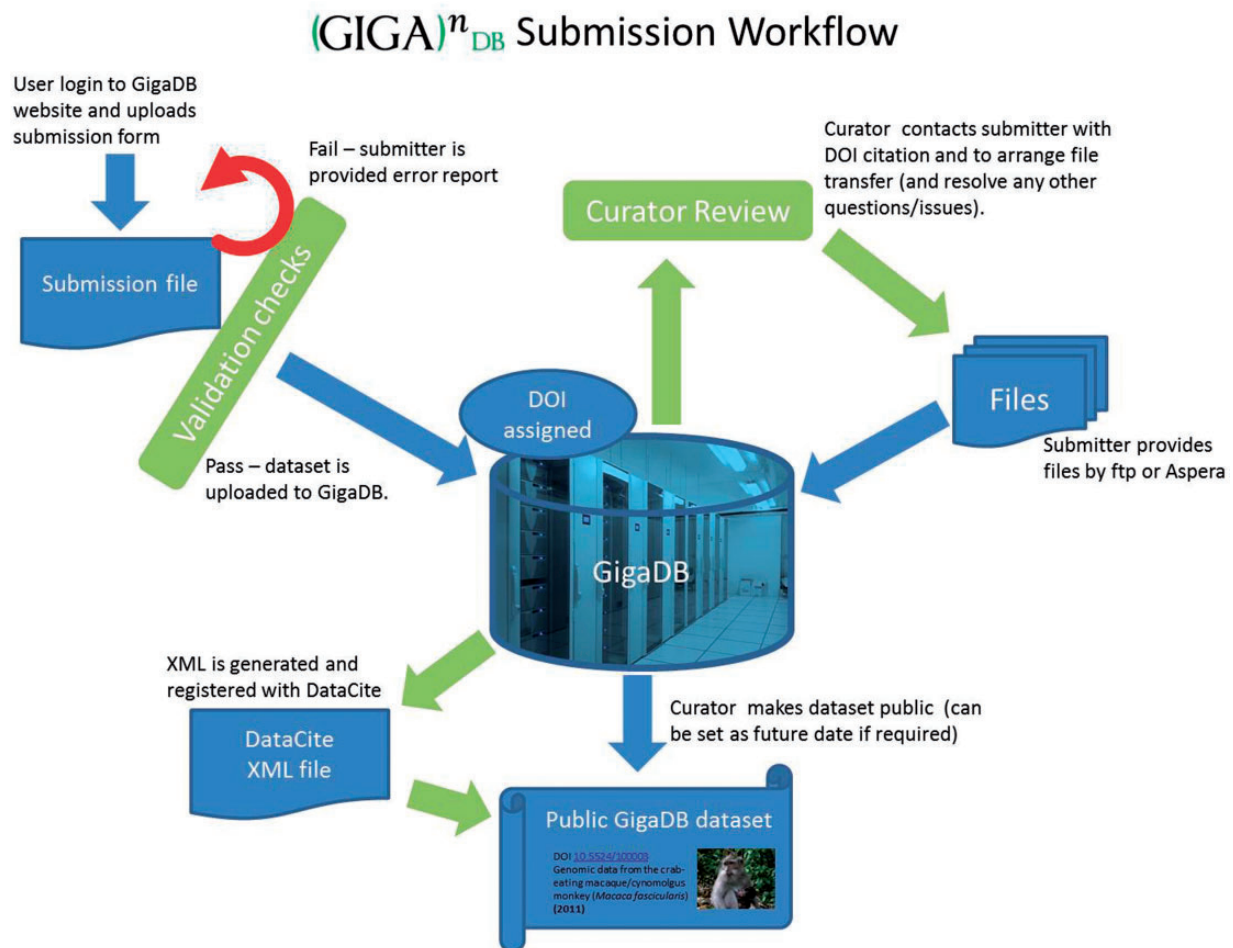 (GIGA)ⁿ DB Submission Workflow
User login to GigaDB
website and uploads
submission form
Fail – submitter is
provided error report
Submission file
Validation checks
Pass – dataset is
uploaded to GigaDB.
DOI
assigned
GigaDB
Curator Review
Curator contacts submitter with
DOI citation and to arrange file
transfer (and resolve any other
questions/issues).
Files
Submitter provides
files by ftp or Aspera
XML is generated and
registered with DataCite
DataCite
XML file
Curator makes dataset public (can
be set as future date if required)
Public GigaDB dataset
DOI 10.5524/100003
Genomic data from the crab-
eating macaque/cynomolgus
monkey (Macaca fascicularis)
(2011)